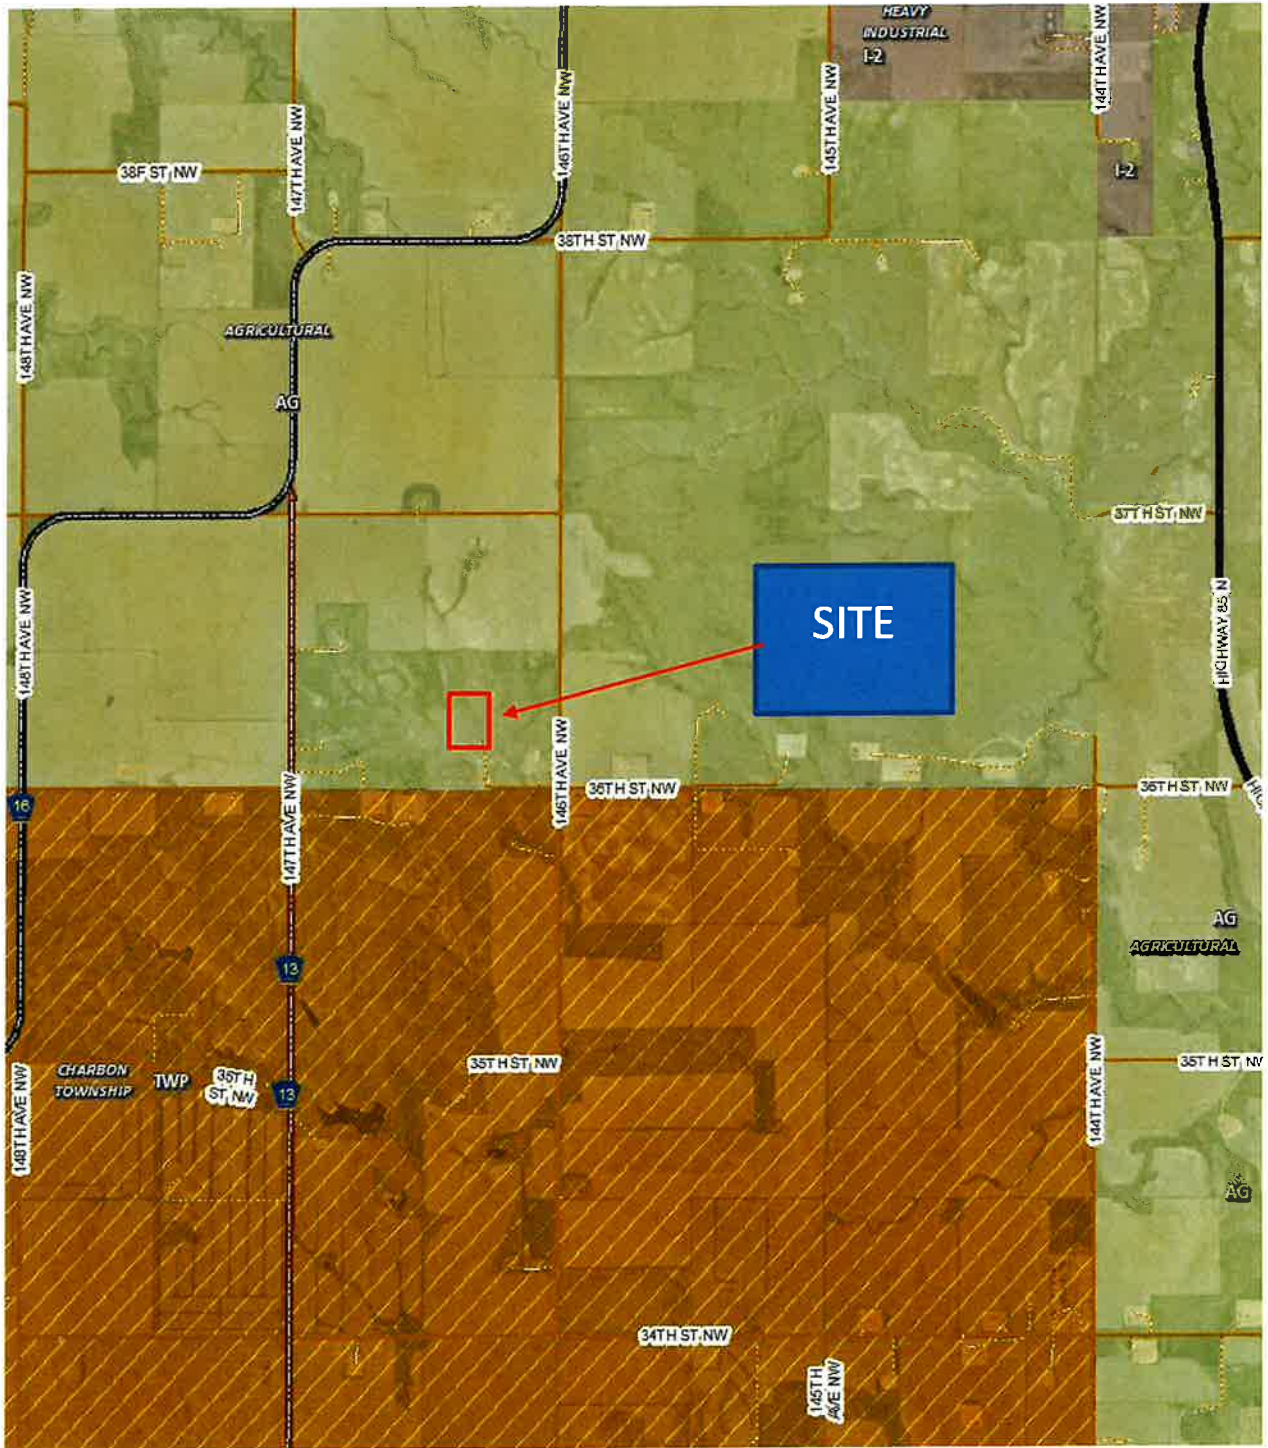 HEAVY
INDUSTRIAL
I-2
144TH AVE NW
146TH AVE NW
145TH AVE NW
147TH AVE NW
38F ST NW
I-2
38TH ST NW
148TH AVE NW
AGRICULTURAL
AG
37TH ST NW
SITE
148TH AVE NW
HIGHWAY 85 N
146TH AVE NW
147TH AVE NW
36TH ST NW
36TH ST NW
16
AG
AGRICULTURAL
13
35TH ST NW
35TH ST NW
CHARBON
TOWNSHIP
TWP
35TH
ST NW
13
148TH AVE NW
144TH AVE NW
AG
34TH ST NW
145TH
AVE NW